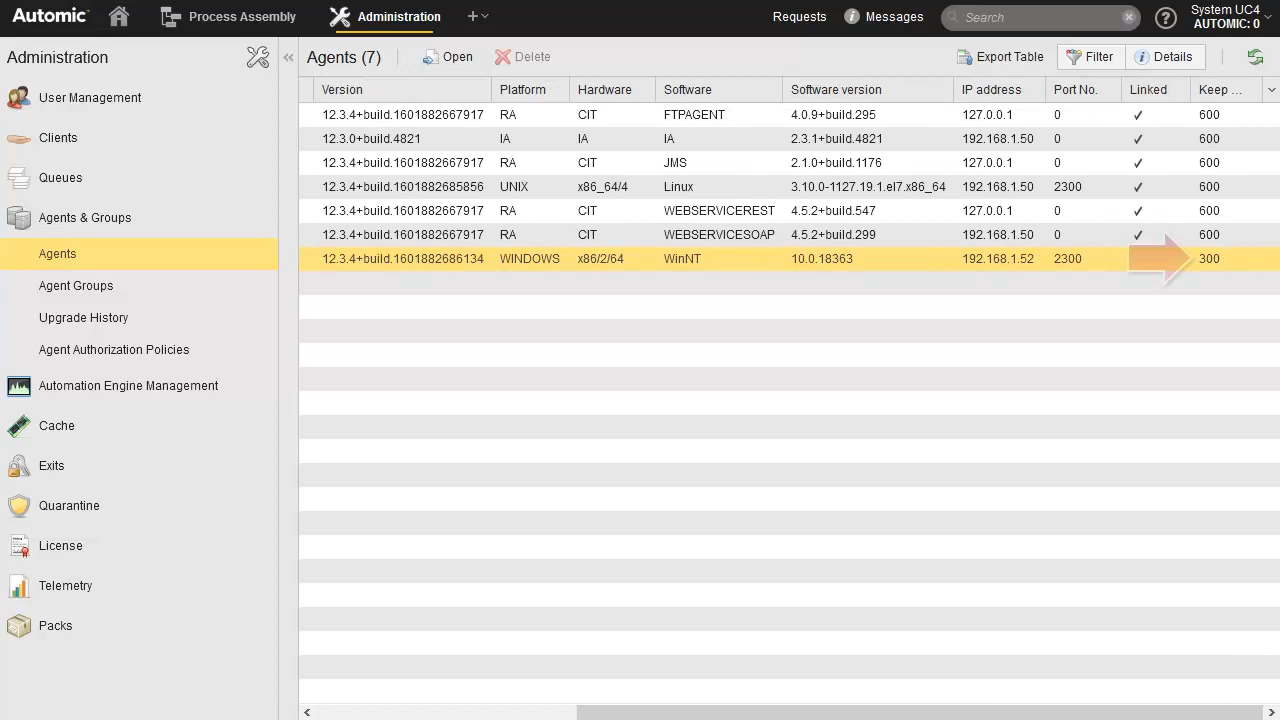 Automic Process Assembly Administration Requests Messages Search System UC4
AUTOMIC: 0
Administration Agents (7) Open Delete Export Table Filter Details
Version Platform Hardware Software Software version IP address Port No. Linked Keep ...
12.3.4+build.1601882667917 RA CIT FTPAGENT 4.0.9+build.295 127.0.0.1 0 ✓ 600
12.3.0+build.4821 IA IA IA 2.3.1+build.4821 192.168.1.50 0 ✓ 600
12.3.4+build.1601882667917 RA CIT JMS 2.1.0+build.1176 127.0.0.1 0 ✓ 600
12.3.4+build.1601882685856 UNIX x86_64/4 Linux 3.10.0-1127.19.1.el7.x86_64 192.168.1.50 2300 ✓ 600
12.3.4+build.1601882667917 RA CIT WEBSERVICEREST 4.5.2+build.547 127.0.0.1 0 ✓ 600
12.3.4+build.1601882667917 RA CIT WEBSERVICESOAP 4.5.2+build.299 192.168.1.50 0 ✓ 600
12.3.4+build.1601882686134 WINDOWS x86/2/64 WinNT 10.0.18363 192.168.1.52 2300 300
User Management
Clients
Queues
Agents & Groups
Agents
Agent Groups
Upgrade History
Agent Authorization Policies
Automation Engine Management
Cache
Exits
Quarantine
License
Telemetry
Packs